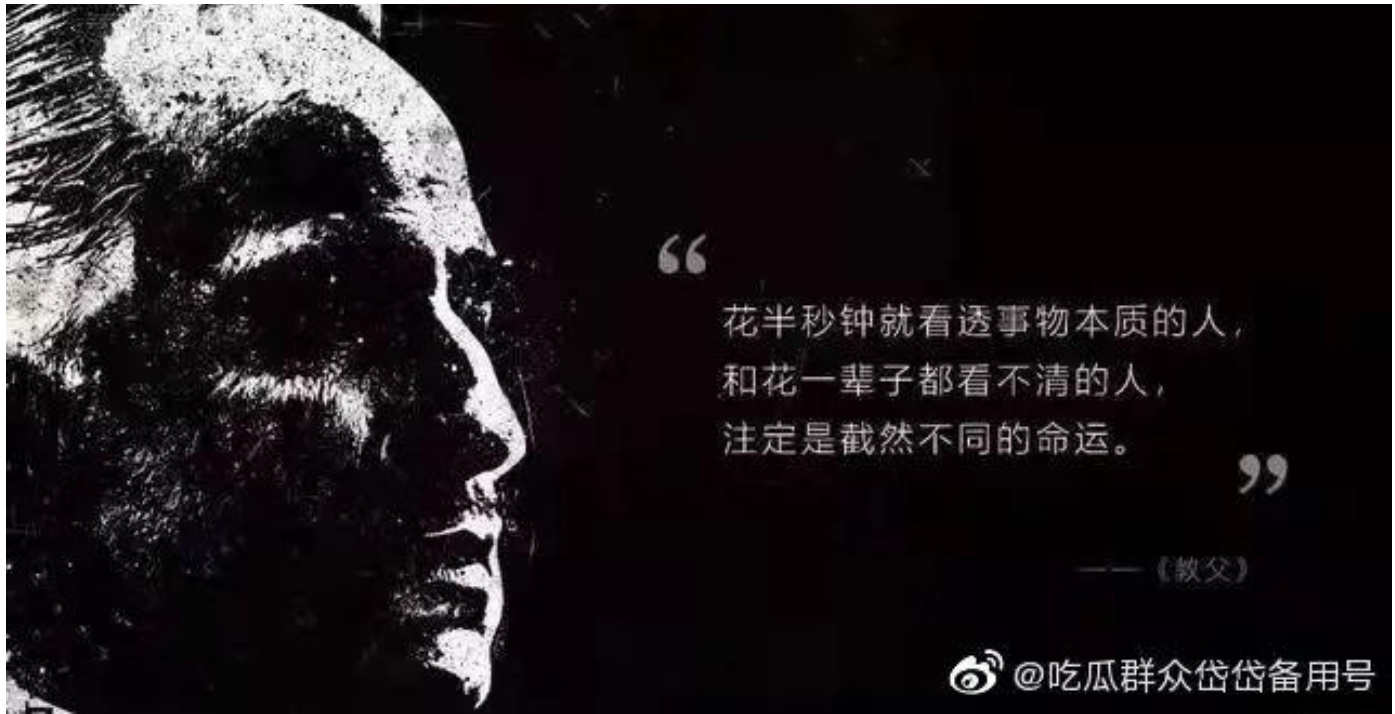 “
花半秒钟就看透事物本质的人，
和花一辈子都看不清的人，
注定是截然不同的命运。
”
——《教父》
@吃瓜群众岱岱备用号